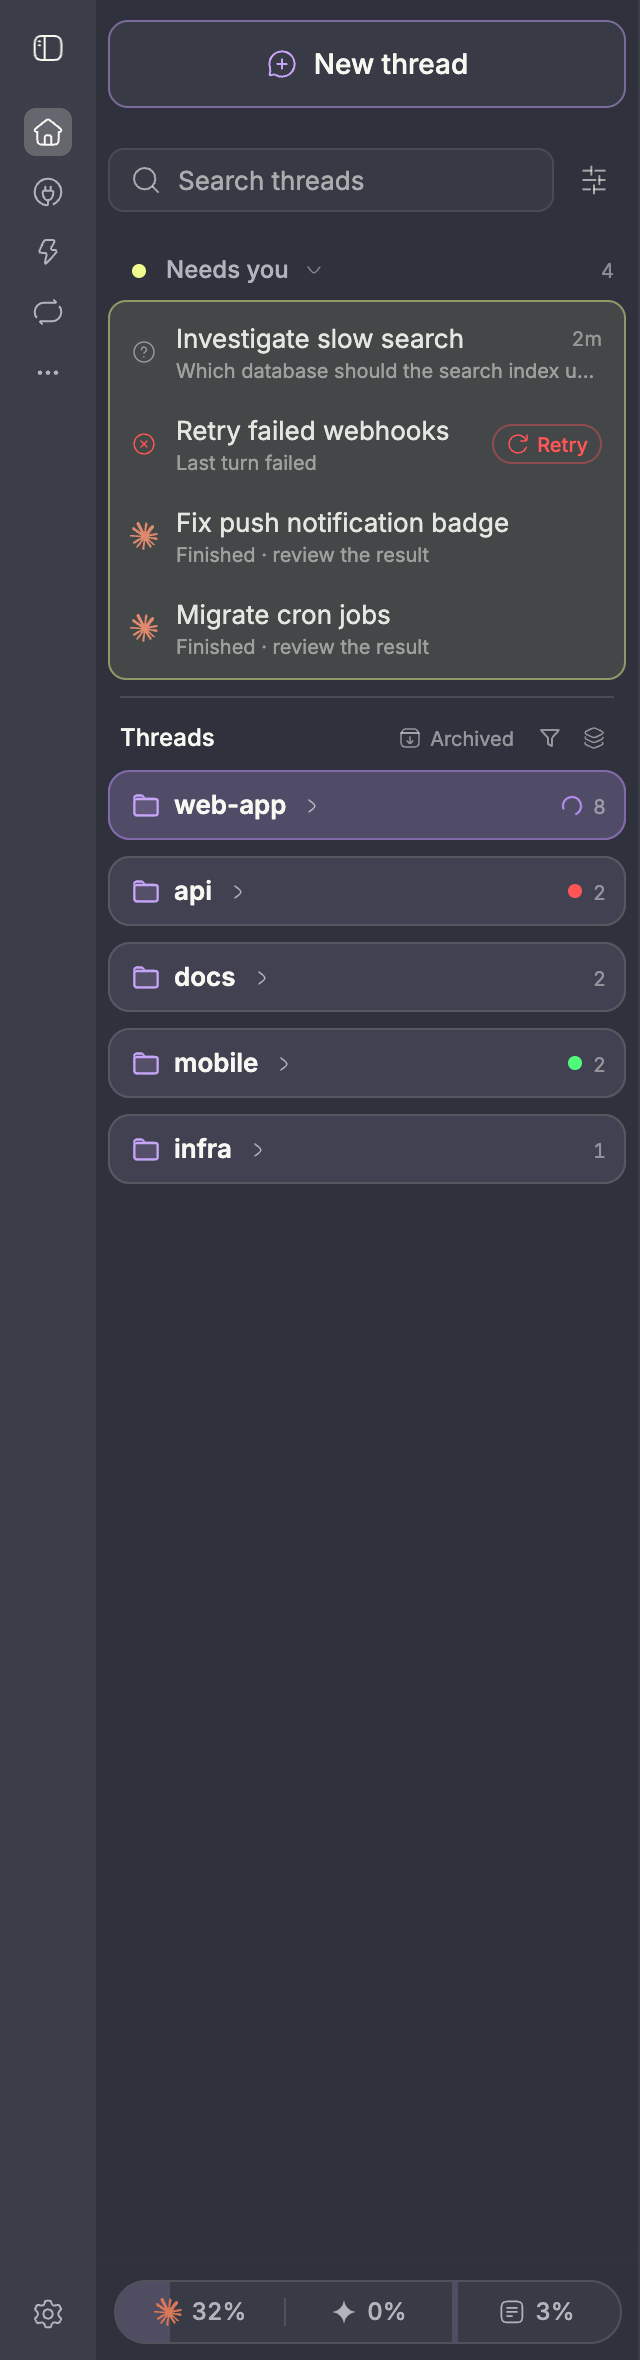 New thread
Search threads
Needs you 4
Investigate slow search 2m
Which database should the search index u...
Retry failed webhooks
Last turn failed
Retry
Fix push notification badge
Finished · review the result
Migrate cron jobs
Finished · review the result
Threads Archived
web-app 8
api 2
docs 2
mobile 2
infra 1
32% 0% 3%